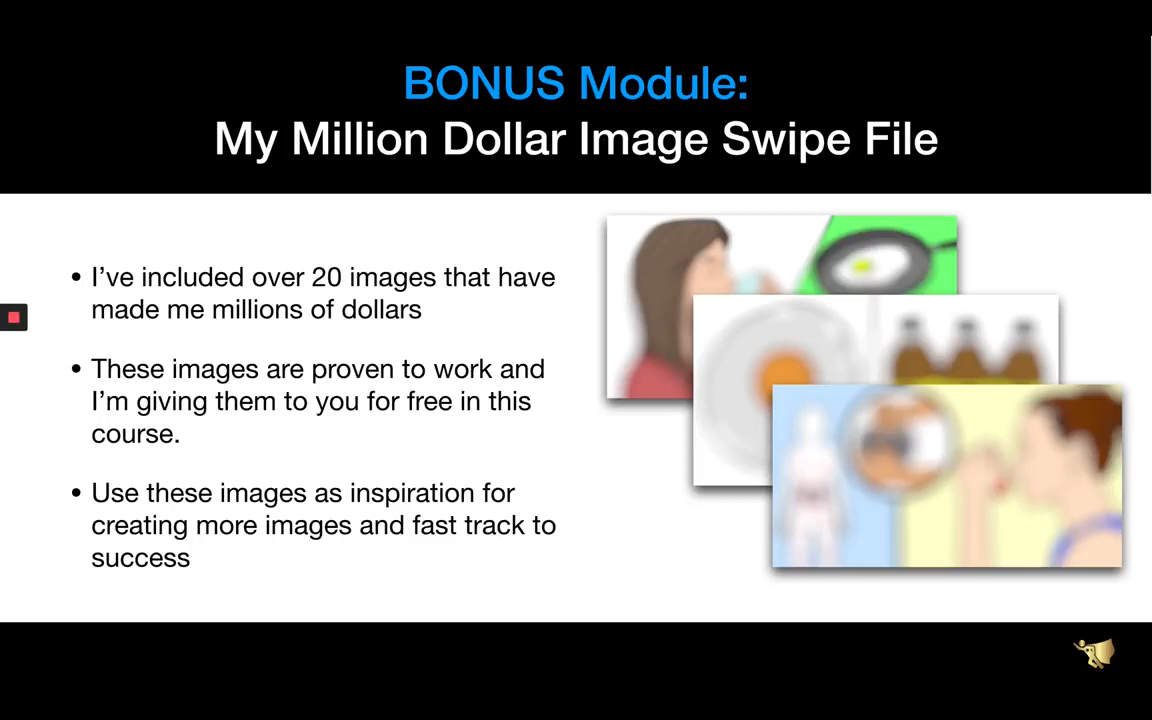 BONUS Module:
My Million Dollar Image Swipe File
• I’ve included over 20 images that have
made me millions of dollars
• These images are proven to work and
I’m giving them to you for free in this
course.
• Use these images as inspiration for
creating more images and fast track to
success